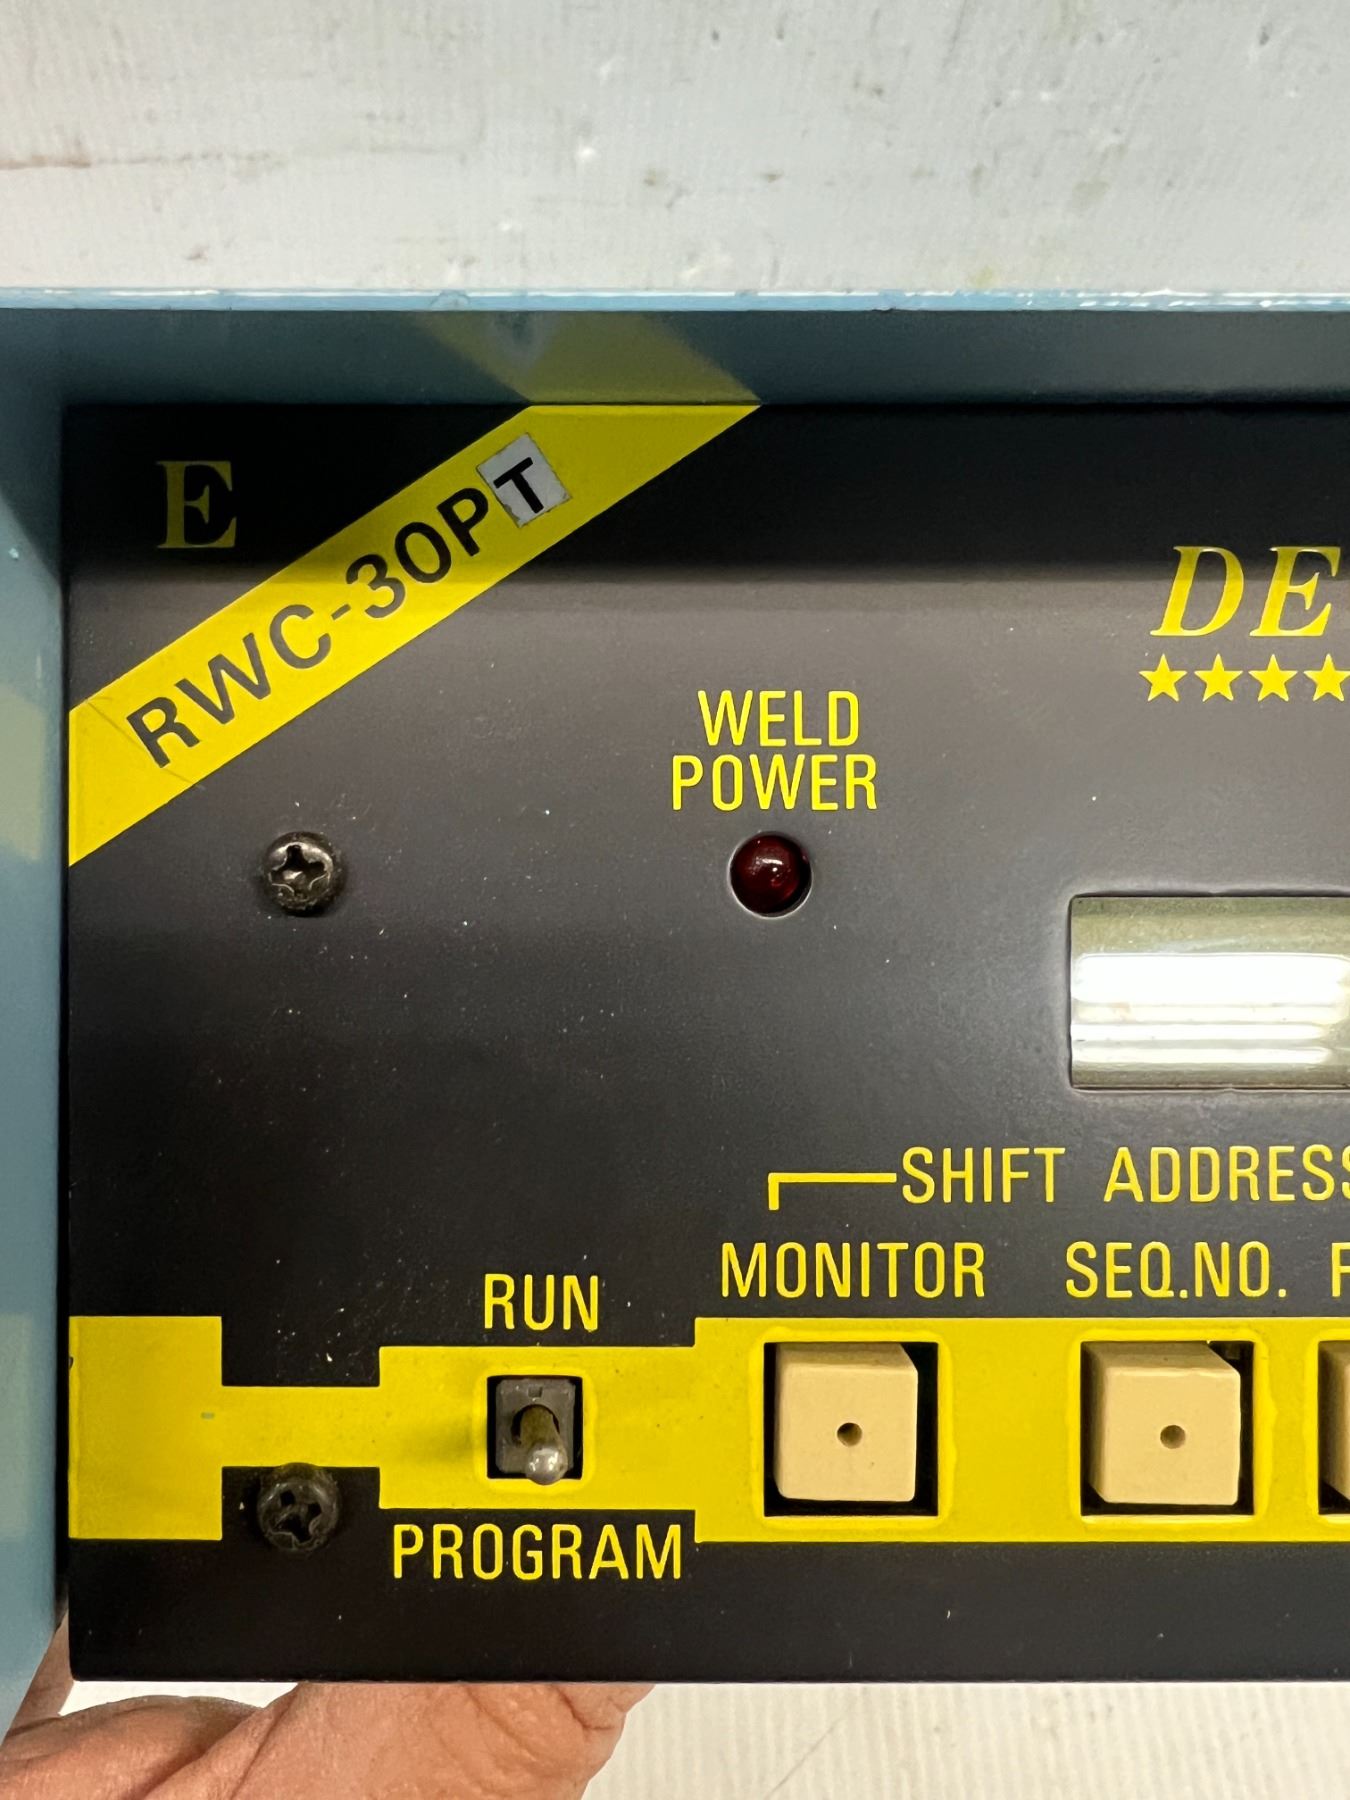 E
RWC-30PT
DE
WELD
POWER
SHIFT ADDRESS
MONITOR SEQ.NO.
RUN
PROGRAM